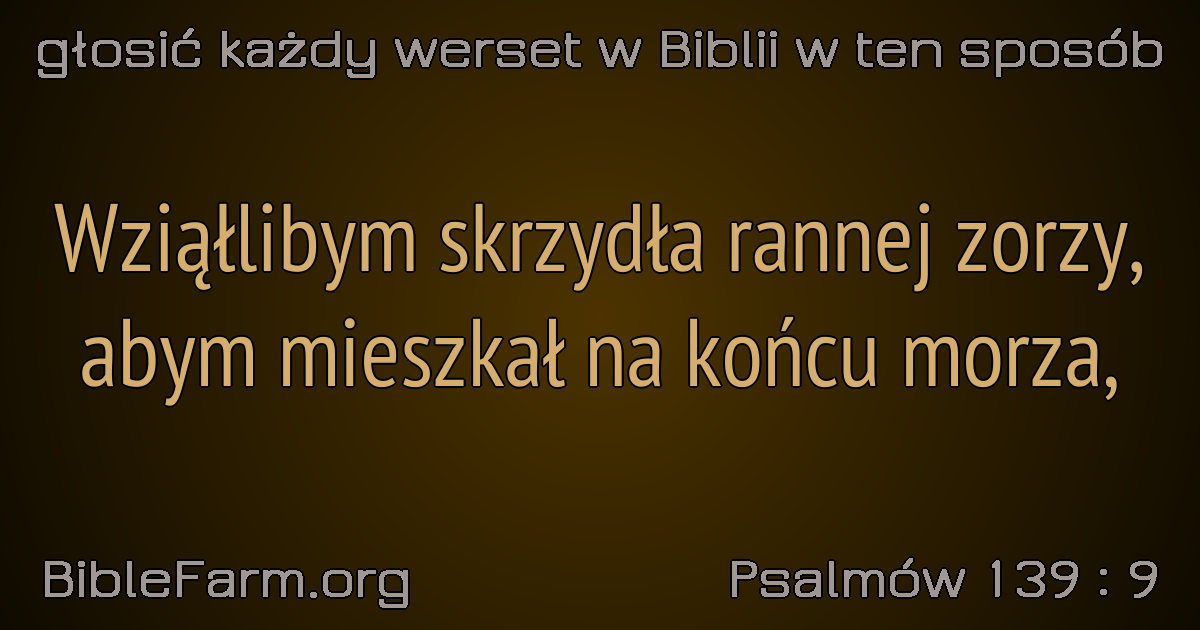 głosić każdy werset w Biblii w ten sposób
Wziąłlibym skrzydła rannej zorzy,
abym mieszkał na końcu morza,
BibleFarm.org
Psalmów 139 : 9